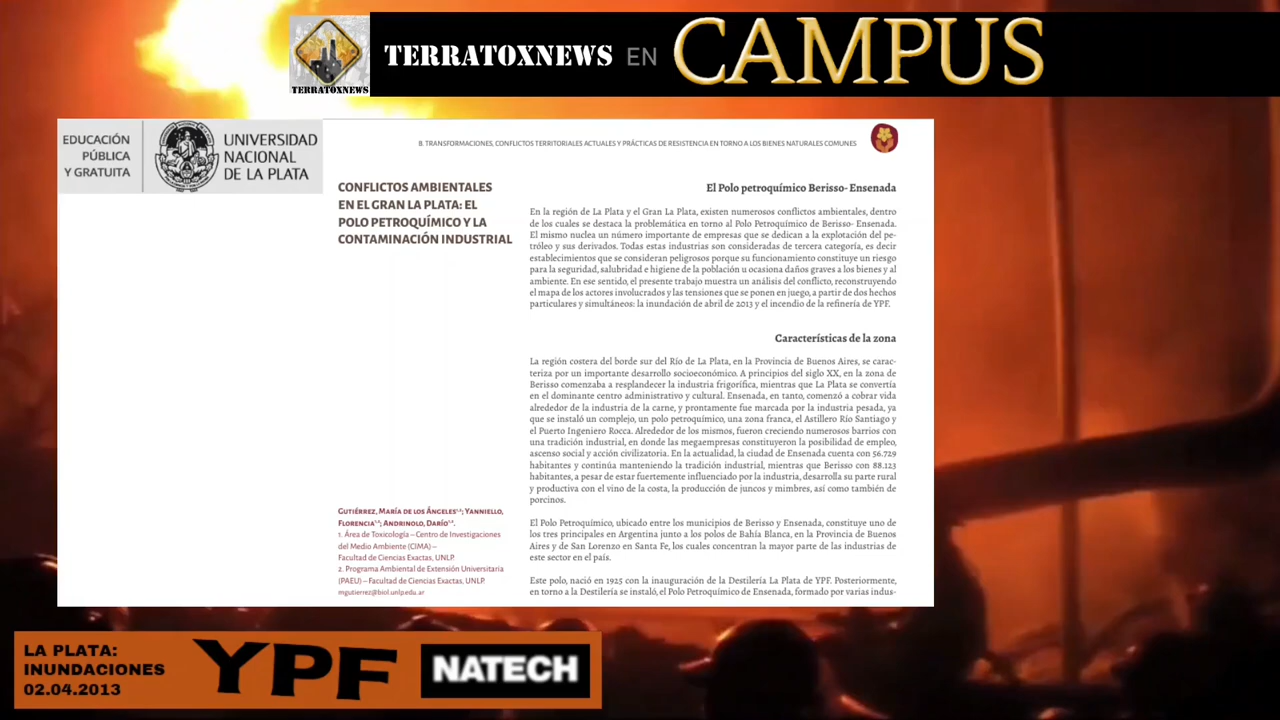 TERRATOXNEWS EN CAMPUS
TERRATOXNEWS
EDUCACIÓN
PÚBLICA
Y GRATUITA
UNIVERSIDAD
NACIONAL
DE LA PLATA
8. TRANSFORMACIONES, CONFLICTOS TERRITORIALES ACTUALES Y PRÁCTICAS DE RESISTENCIA EN TORNO A LOS BIENES NATURALES COMUNES
CONFLICTOS AMBIENTALES
EN EL GRAN LA PLATA: EL
POLO PETROQUÍMICO Y LA
CONTAMINACIÓN INDUSTRIAL
GUTIÉRREZ, MARÍA DE LOS ÁNGELES¹,²; YANNIELLO,
FLORENCIA¹,²; ANDRINOLO, DARÍO¹,².
1. Área de Toxicología – Centro de Investigaciones
del Medio Ambiente (CIMA) –
Facultad de Ciencias Exactas, UNLP.
2. Programa Ambiental de Extensión Universitaria
(PAEU) – Facultad de Ciencias Exactas, UNLP.
mgutierrez@biol.unlp.edu.ar
El Polo petroquímico Berisso- Ensenada
En la región de La Plata y el Gran La Plata, existen numerosos conflictos ambientales, dentro
de los cuales se destaca la problemática en torno al Polo Petroquímico de Berisso- Ensenada.
El mismo nuclea un número importante de empresas que se dedican a la explotación del pe-
tróleo y sus derivados. Todas estas industrias son consideradas de tercera categoría, es decir
establecimientos que se consideran peligrosos porque su funcionamiento constituye un riesgo
para la seguridad, salubridad e higiene de la población u ocasiona daños graves a los bienes y al
ambiente. En ese sentido, el presente trabajo muestra un análisis del conflicto, reconstruyendo
el mapa de los actores involucrados y las tensiones que se ponen en juego, a partir de dos hechos
particulares y simultáneos: la inundación de abril de 2013 y el incendio de la refinería de YPF.
Características de la zona
La región costera del borde sur del Río de La Plata, en la Provincia de Buenos Aires, se carac-
teriza por un importante desarrollo socioeconómico. A principios del siglo XX, en la zona de
Berisso comenzaba a resplandecer la industria frigorífica, mientras que La Plata se convertía
en el dominante centro administrativo y cultural. Ensenada, en tanto, comenzó a cobrar vida
alrededor de la industria de la carne, y prontamente fue marcada por la industria pesada, ya
que se instaló un complejo, un polo petroquímico, una zona franca, el Astillero Río Santiago y
el Puerto Ingeniero Rocca. Alrededor de los mismos, fueron creciendo numerosos barrios con
una tradición industrial, en donde las megaempresas constituyeron la posibilidad de empleo,
ascenso social y acción civilizatoria. En la actualidad, la ciudad de Ensenada cuenta con 56.729
habitantes y continúa manteniendo la tradición industrial, mientras que Berisso con 88.123
habitantes, a pesar de estar fuertemente influenciado por la industria, desarrolla su parte rural
y productiva con el vino de la costa, la producción de juncos y mimbres, así como también de
porcinos.
El Polo Petroquímico, ubicado entre los municipios de Berisso y Ensenada, constituye uno de
los tres principales en Argentina junto a los polos de Bahía Blanca, en la Provincia de Buenos
Aires y de San Lorenzo en Santa Fe, los cuales concentran la mayor parte de las industrias de
este sector en el país.
Este polo, nació en 1925 con la inauguración de la Destilería La Plata de YPF. Posteriormente,
en torno a la Destilería se instaló, el Polo Petroquímico de Ensenada, formado por varias indus-
LA PLATA:
INUNDACIONES
02.04.2013
YPF
NATECH